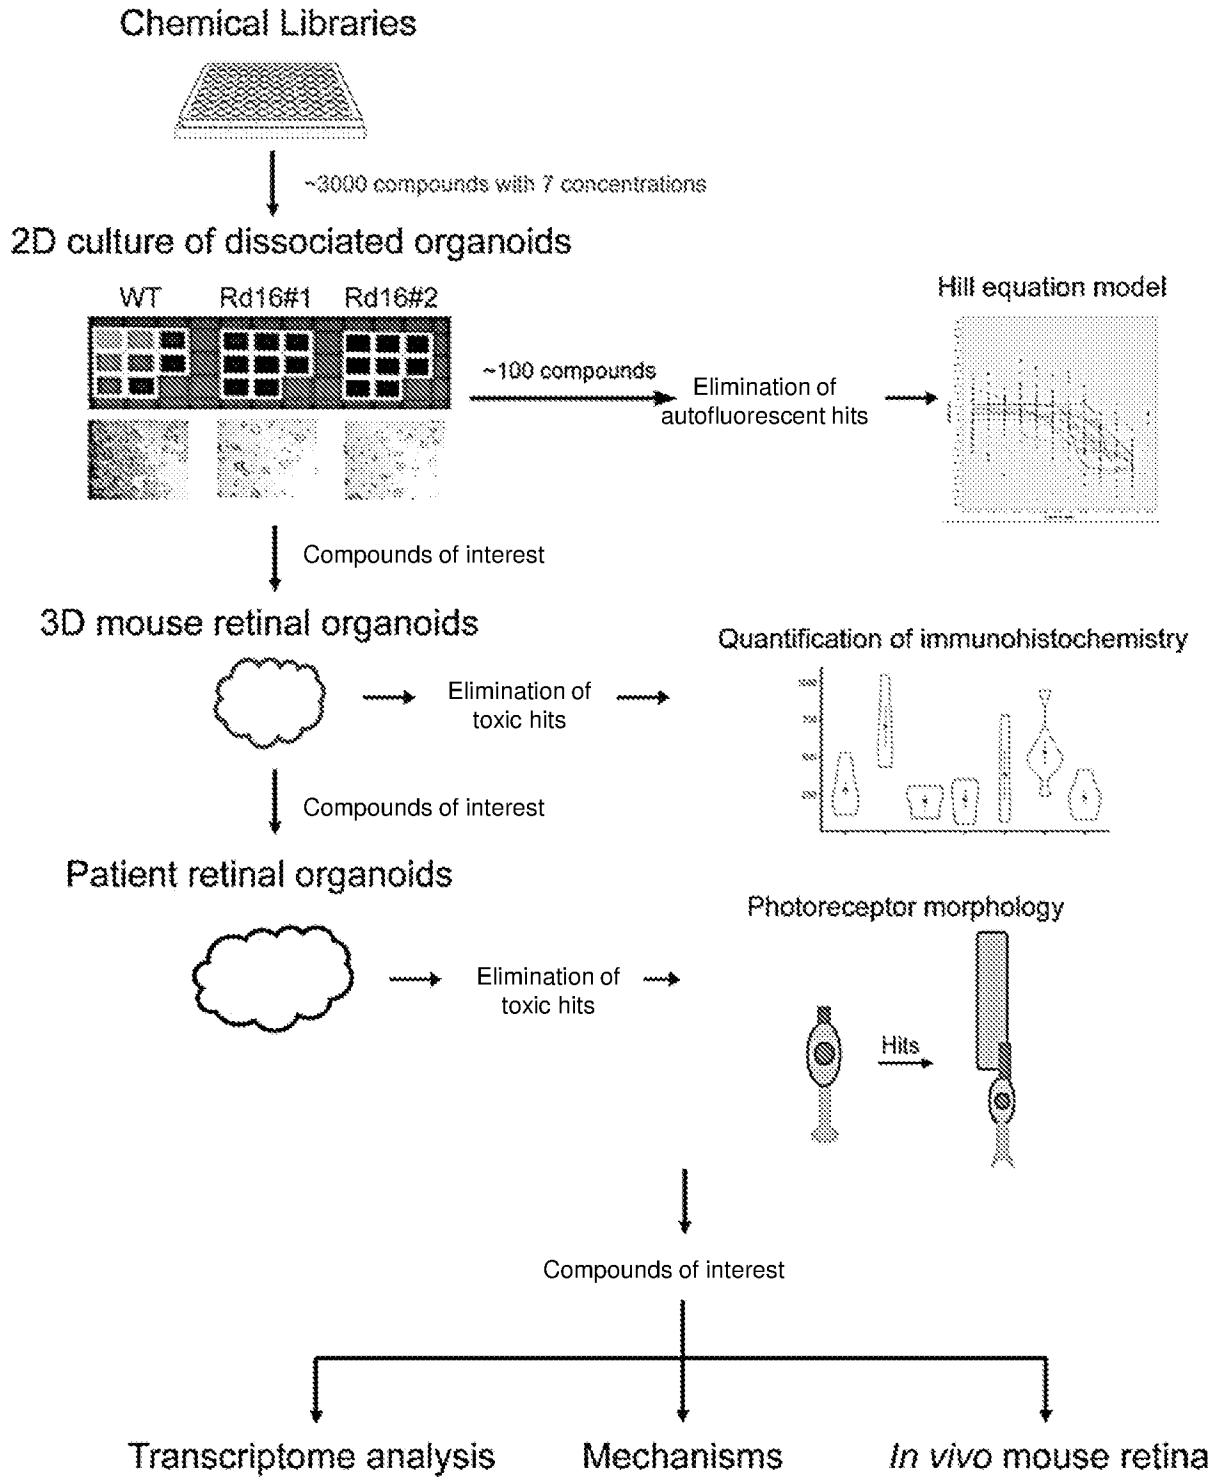 Chemical Libraries
~3000 compounds with 7 concentrations
2D culture of dissociated organoids
WT Rd16#1 Rd16#2
Hill equation model
~100 compounds
Elimination of
autofluorescent hits
Compounds of interest
3D mouse retinal organoids
Quantification of immunohistochemistry
Elimination of
toxic hits
Compounds of interest
Patient retinal organoids
Photoreceptor morphology
Elimination of
toxic hits
Hits
Compounds of interest
Transcriptome analysis
Mechanisms
In vivo mouse retina